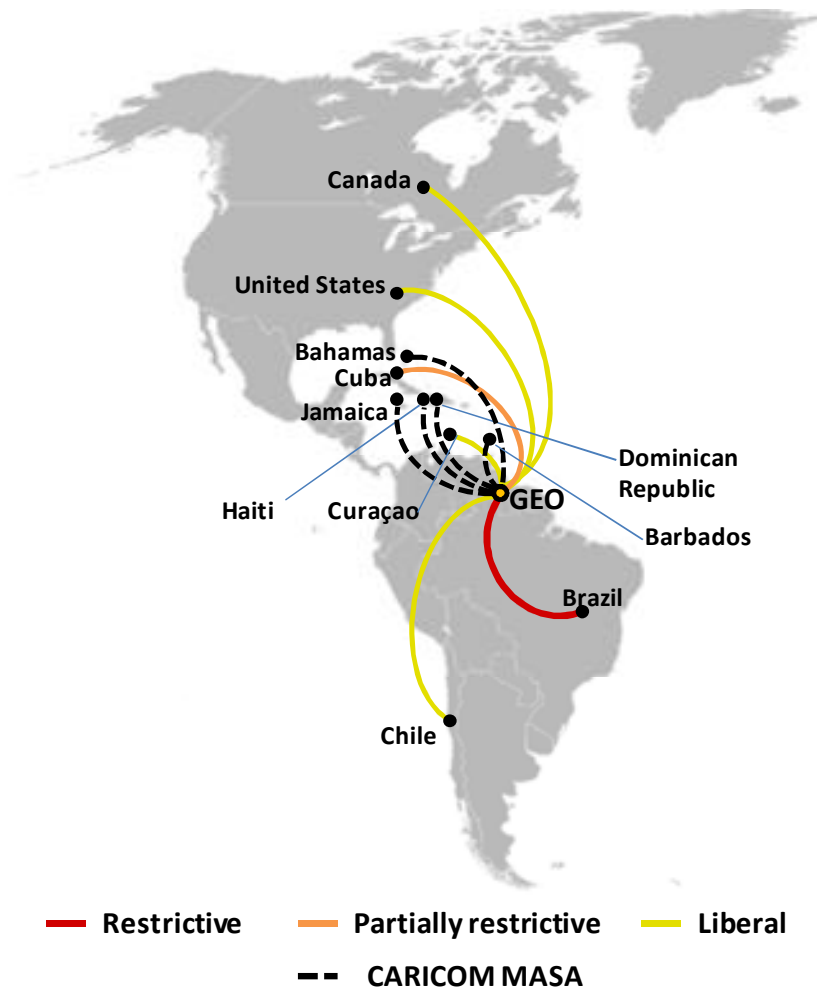 Canada
United States
Bahamas
Cuba
Jamaica
Dominican
Republic
GEO
Haiti
Curaçao
Barbados
Brazil
Chile
Restrictive
Partially restrictive
Liberal
CARICOM MASA